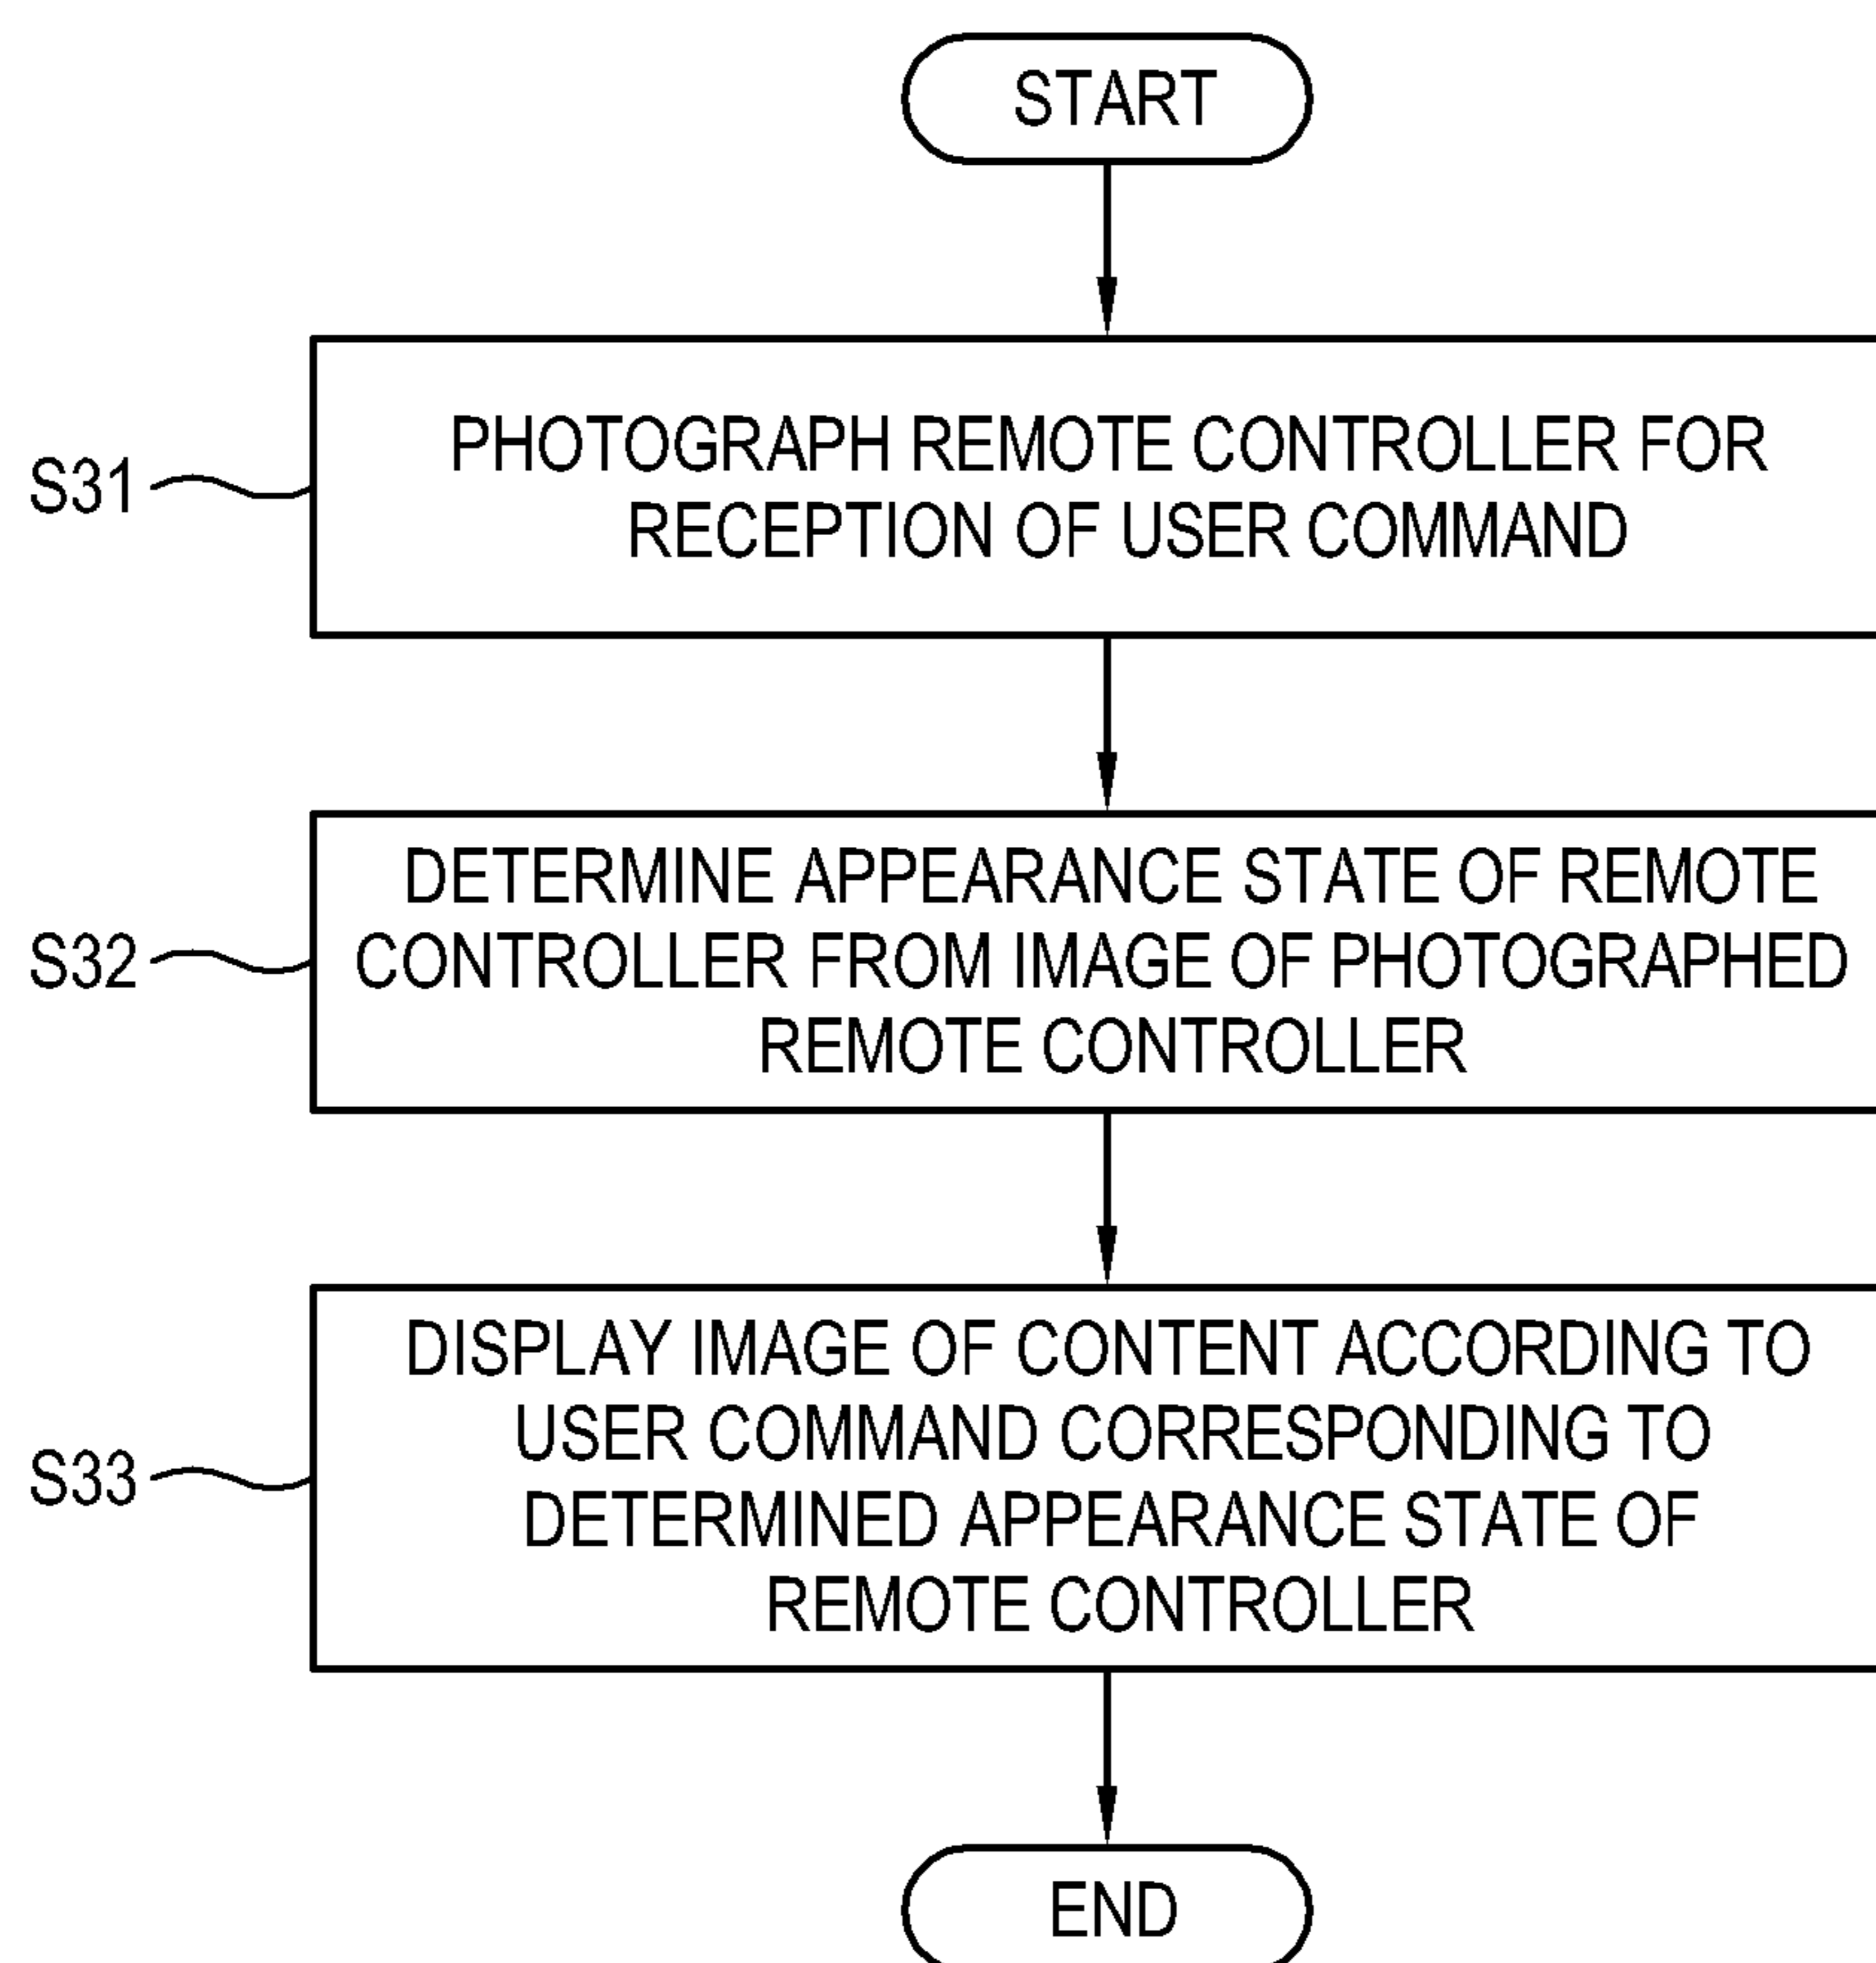 START
S31
PHOTOGRAPH REMOTE CONTROLLER FOR
RECEPTION OF USER COMMAND
S32
DETERMINE APPEARANCE STATE OF REMOTE
CONTROLLER FROM IMAGE OF PHOTOGRAPHED
REMOTE CONTROLLER
S33
DISPLAY IMAGE OF CONTENT ACCORDING TO
USER COMMAND CORRESPONDING TO
DETERMINED APPEARANCE STATE OF
REMOTE CONTROLLER
END